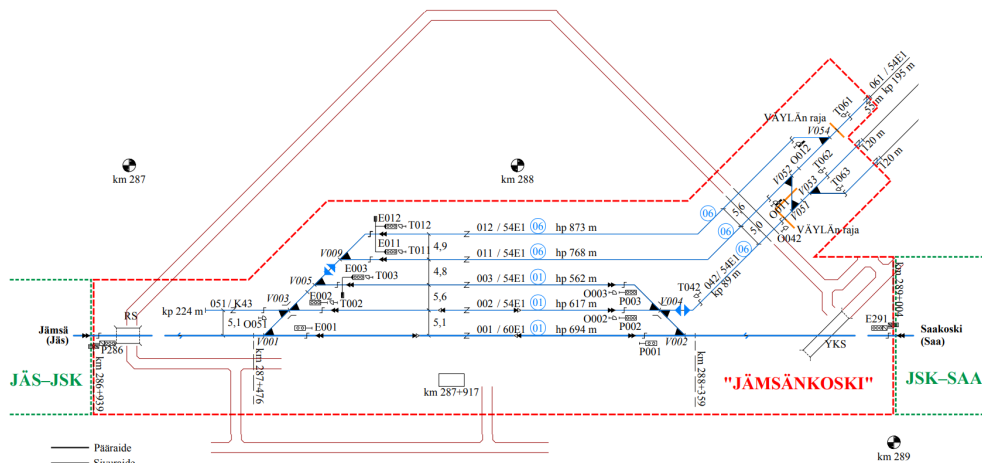 km 287
km 288
VÄYLÄn raja
T061
061 / 54E1
55 m kp 195 m
V054
O012
V052
T062
120 m
V053
T063
120 m
O011
V051
VÄYLÄn raja
O042
06
5,6
06
5,0
06
E012
T012
012 / 54E1
06
hp 873 m
4,9
E011
T011
V009
011 / 54E1
06
hp 768 m
042 / 54E1
kp 89 m
E003
T003
4,8
V005
003 / 54E1
01
hp 562 m
O003
P003
T042
051 / K43
V003
E002
T002
5,6
kp 224 m
002 / 54E1
01
hp 617 m
V004
RS
5,1
O051
E001
5,1
O002
P002
Jämsä
(Jäs)
001 / 60E1
01
hp 694 m
V001
V002
P001
YKS
E291
km 289+004
Saakoski
(Saa)
P286
km 286+939
km 287+476
km 287+917
km 288+359
JÄS–JSK
"JÄMSÄNKOSKI"
JSK–SAA
km 289
Pääraide
Sivuraide